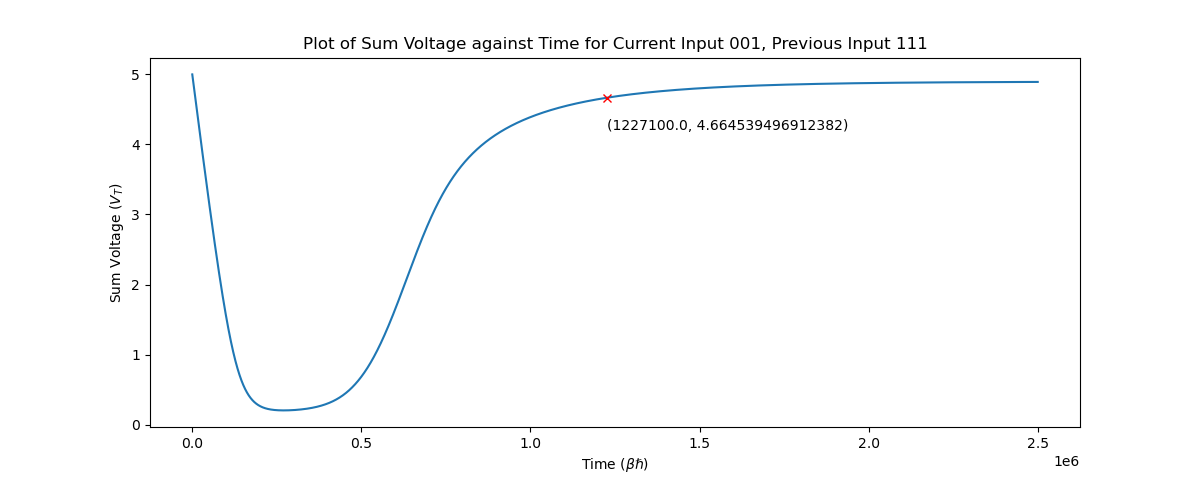 Plot of Sum Voltage against Time for Current Input 001, Previous Input 111
Sum Voltage (V_T)
5
4
3
2
1
0
(1227100.0, 4.664539496912382)
0.0 0.5 1.0 1.5 2.0 2.5
1e6
Time (βℏ)